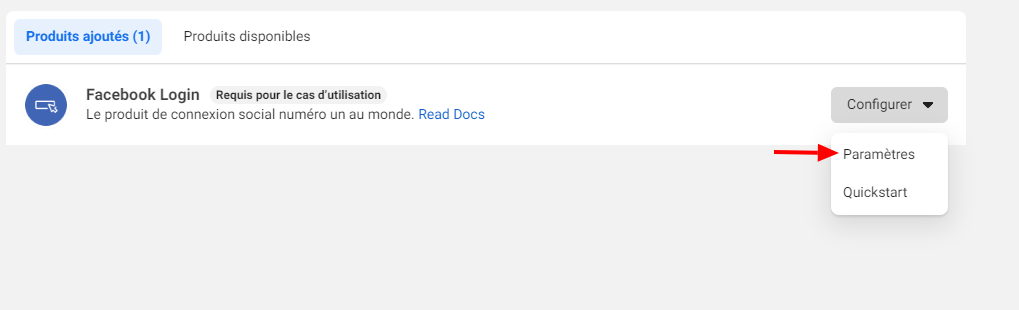 Produits ajoutés (1) Produits disponibles
Facebook Login Requis pour le cas d'utilisation
Le produit de connexion social numéro un au monde. Read Docs
Configurer
Paramètres
Quickstart